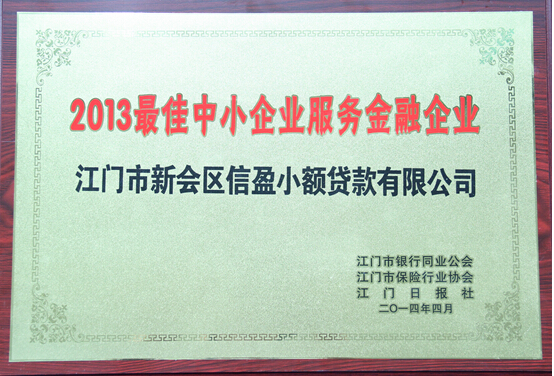 2013最佳中小企业服务金融企业
江门市新会区信盈小额贷款有限公司
江门市银行同业公会
江门市保险行业协会
江门日报社
二〇一四年四月